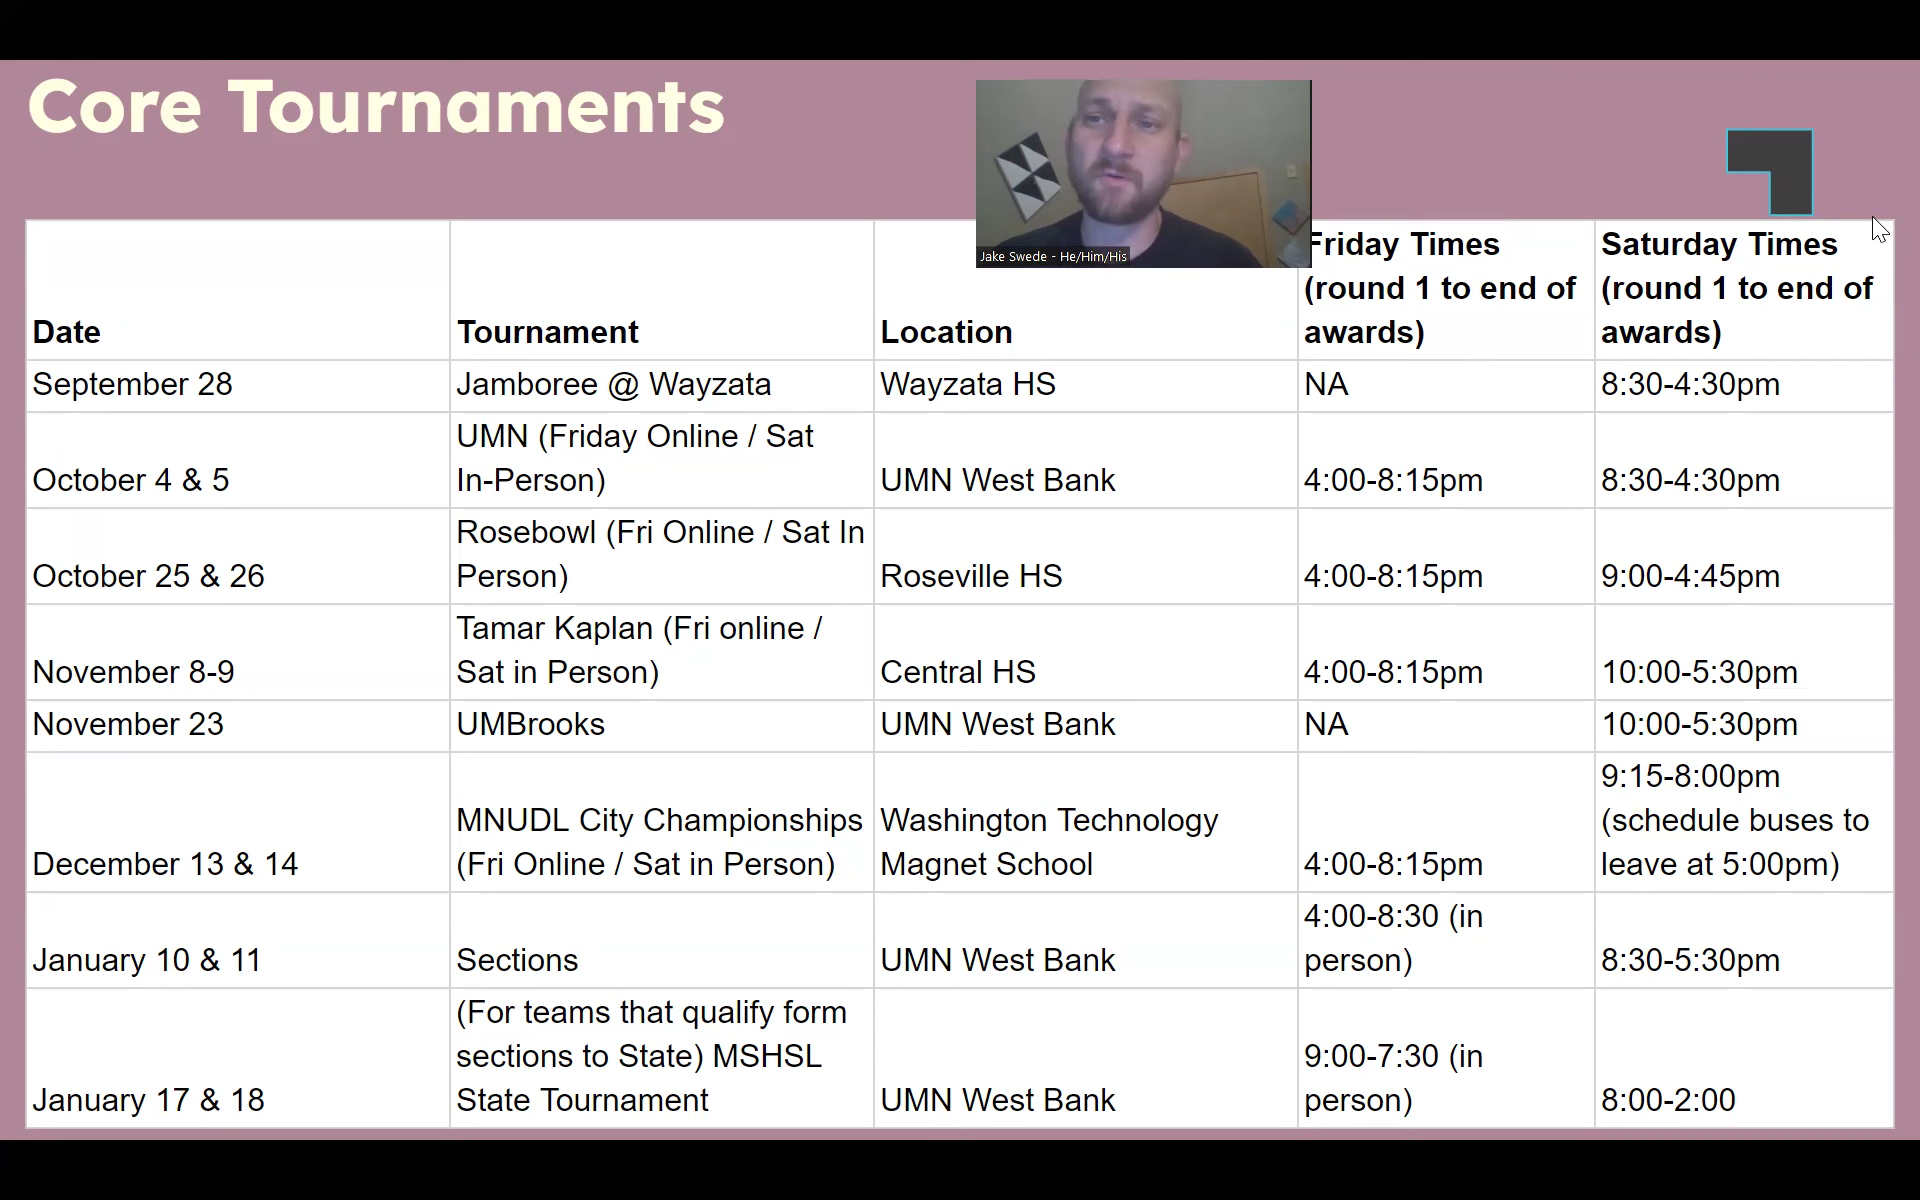 Core Tournaments
Jake Swede - He/Him/His
Date
Tournament
Location
Friday Times
(round 1 to end of
awards)
Saturday Times
(round 1 to end of
awards)
September 28
Jamboree @ Wayzata
Wayzata HS
NA
8:30-4:30pm
October 4 & 5
UMN (Friday Online / Sat
In-Person)
UMN West Bank
4:00-8:15pm
8:30-4:30pm
October 25 & 26
Rosebowl (Fri Online / Sat In
Person)
Roseville HS
4:00-8:15pm
9:00-4:45pm
November 8-9
Tamar Kaplan (Fri online /
Sat in Person)
Central HS
4:00-8:15pm
10:00-5:30pm
November 23
UMBrooks
UMN West Bank
NA
10:00-5:30pm
December 13 & 14
MNUDL City Championships
(Fri Online / Sat in Person)
Washington Technology
Magnet School
4:00-8:15pm
9:15-8:00pm
(schedule buses to
leave at 5:00pm)
January 10 & 11
Sections
UMN West Bank
4:00-8:30 (in
person)
8:30-5:30pm
January 17 & 18
(For teams that qualify form
sections to State) MSHSL
State Tournament
UMN West Bank
9:00-7:30 (in
person)
8:00-2:00